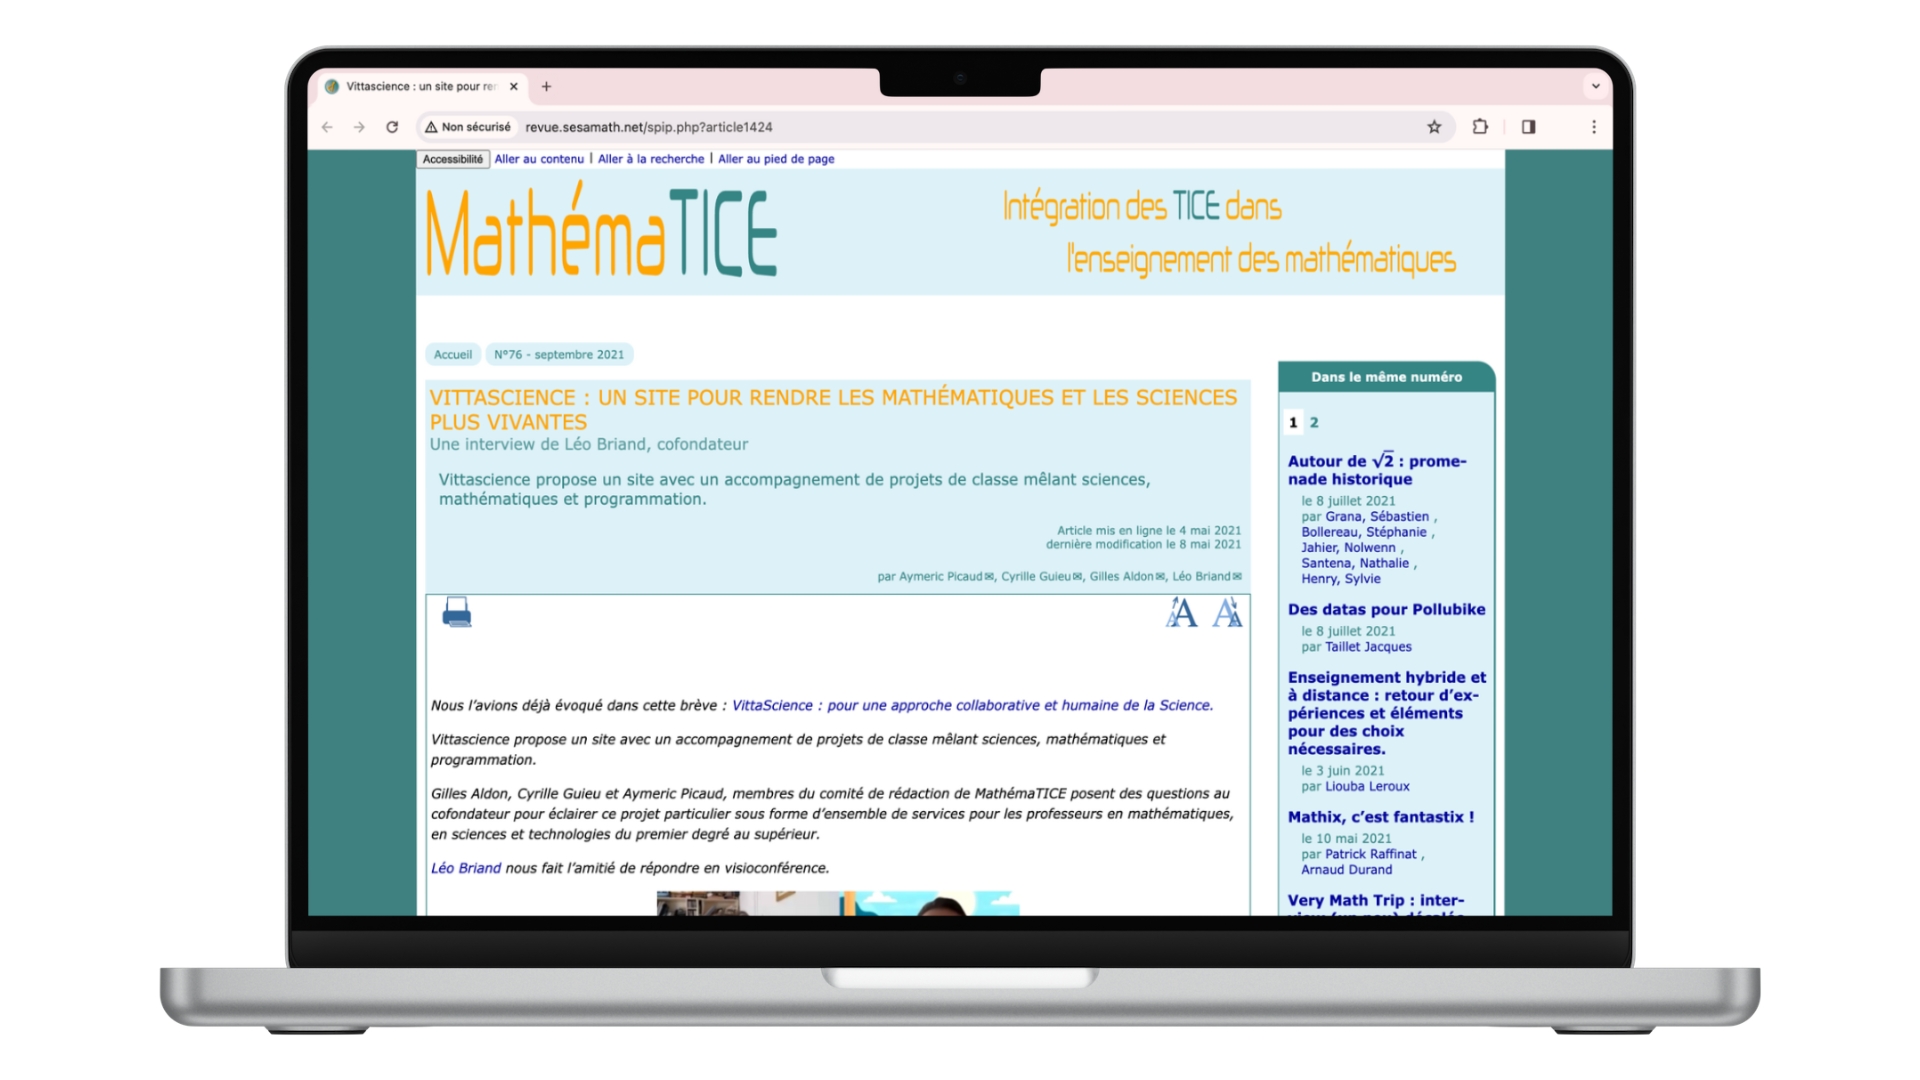 Vittascience : un site pour re
Non sécurisé
revue.sesamath.net/spip.php?article1424
Accessibilité Aller au contenu | Aller à la recherche | Aller au pied de page
MathémaTICE
Intégration des TICE dans
l'enseignement des mathématiques
Accueil
N°76 - septembre 2021
VITTASCIENCE : UN SITE POUR RENDRE LES MATHÉMATIQUES ET LES SCIENCES
PLUS VIVANTES
Une interview de Léo Briand, cofondateur
Vittascience propose un site avec un accompagnement de projets de classe mêlant sciences,
mathématiques et programmation.
Article mis en ligne le 4 mai 2021
dernière modification le 8 mai 2021
par Aymeric Picaud✉, Cyrille Guieu✉, Gilles Aldon✉, Léo Briand✉
Nous l’avions déjà évoqué dans cette brève : VittaScience : pour une approche collaborative et humaine de la Science.
Vittascience propose un site avec un accompagnement de projets de classe mêlant sciences, mathématiques et
programmation.
Gilles Aldon, Cyrille Guieu et Aymeric Picaud, membres du comité de rédaction de MathémaTICE posent des questions au
cofondateur pour éclairer ce projet particulier sous forme d’ensemble de services pour les professeurs en mathématiques,
en sciences et technologies du premier degré au supérieur.
Léo Briand nous fait l’amitié de répondre en visioconférence.
Dans le même numéro
1 2
Autour de √2 : prome-
nade historique
le 8 juillet 2021
par Grana, Sébastien ,
Bollereau, Stéphanie ,
Jahier, Nolwenn ,
Santena, Nathalie ,
Henry, Sylvie
Des datas pour Pollubike
le 8 juillet 2021
par Taillet Jacques
Enseignement hybride et
à distance : retour d’ex-
périences et éléments
pour des choix
nécessaires.
le 3 juin 2021
par Liouba Leroux
Mathix, c’est fantastix !
le 10 mai 2021
par Patrick Raffinat ,
Arnaud Durand
Very Math Trip : inter-